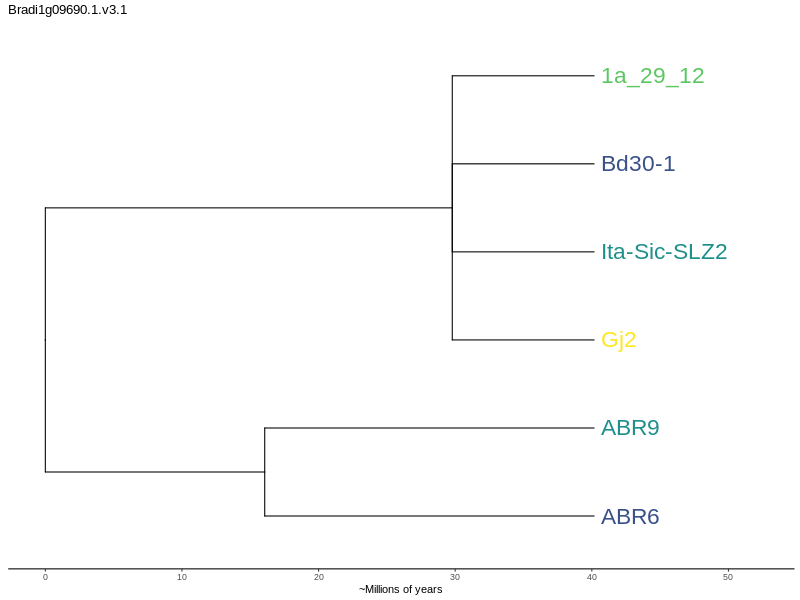 Bradi1g09690.1.v3.1
1a_29_12
Bd30-1
Ita-Sic-SLZ2
Gj2
ABR9
ABR6
0 10 20 30 40 50
~Millions of years